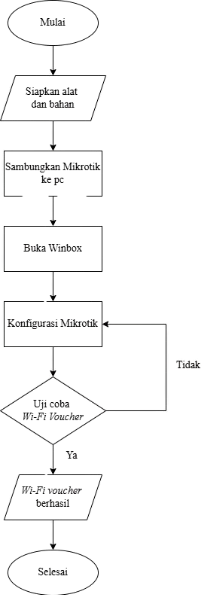 Mulai
Siapkan alat
dan bahan
Sambungkan Mikrotik
ke pc
Buka Winbox
Konfigurasi Mikrotik
Tidak
Uji coba
Wi-Fi Voucher
Ya
Wi-Fi voucher
berhasil
Selesai